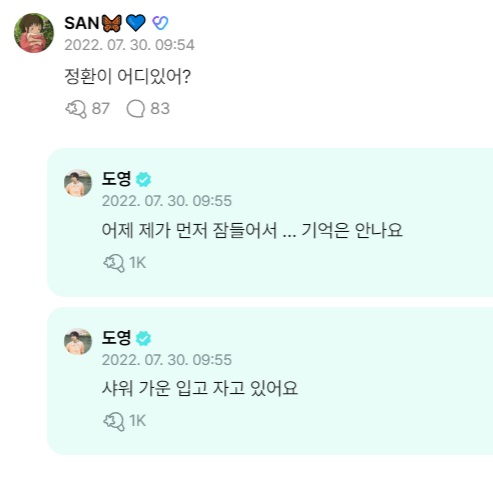 SAN🦋💙
2022. 07. 30. 09:54
정환이 어디있어?
87 83
도영
2022. 07. 30. 09:55
어제 제가 먼저 잠들어서 ... 기억은 안나요
1K
도영
2022. 07. 30. 09:55
샤워 가운 입고 자고 있어요
1K